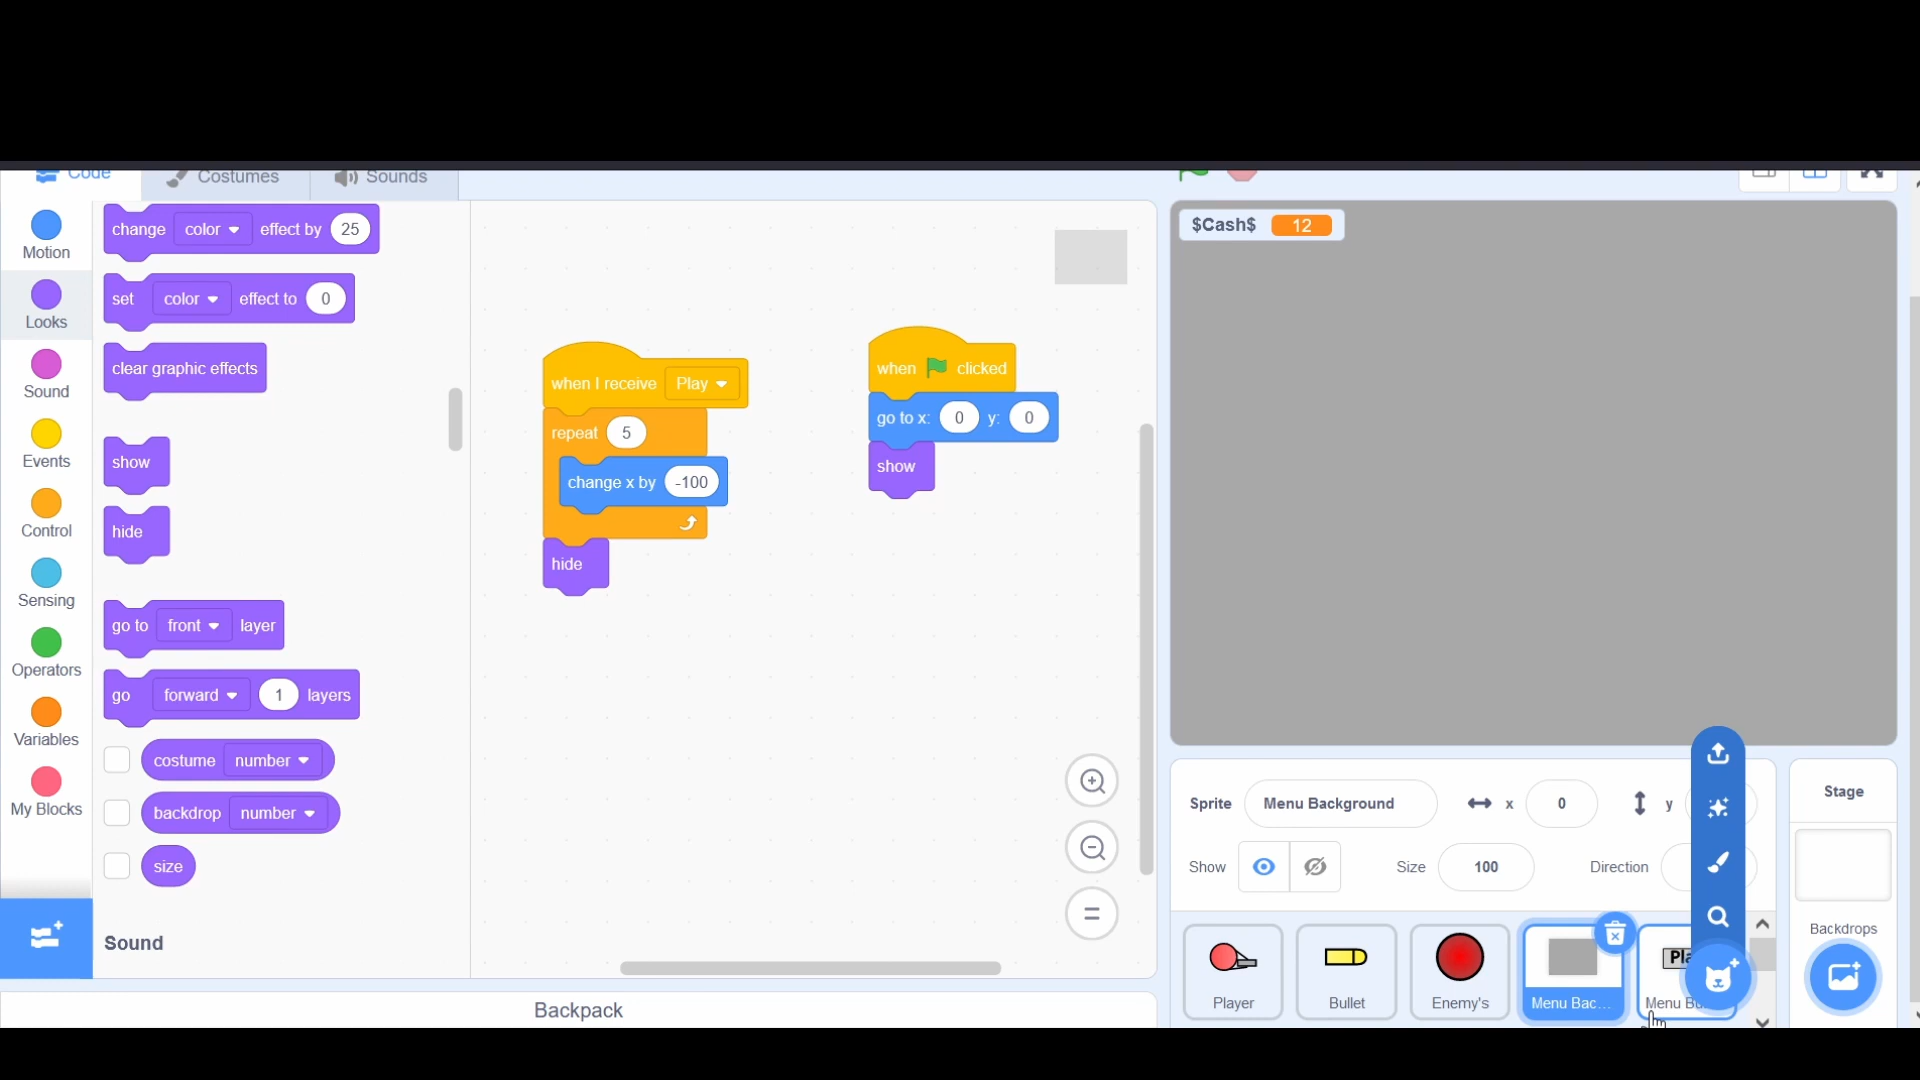 Code
Costumes
Sounds
Motion
Looks
Sound
Events
Control
Sensing
Operators
Variables
My Blocks
change color effect by 25
set color effect to 0
clear graphic effects
show
hide
go to front layer
go forward 1 layers
costume number
backdrop number
size
Sound
when I receive Play
repeat 5
change x by -100
hide
when clicked
go to x: 0 y: 0
show
Backpack
$Cash$ 12
Sprite Menu Background x 0 y
Show Size 100 Direction
Player
Bullet
Enemy's
Menu Bac...
Stage
Backdrops